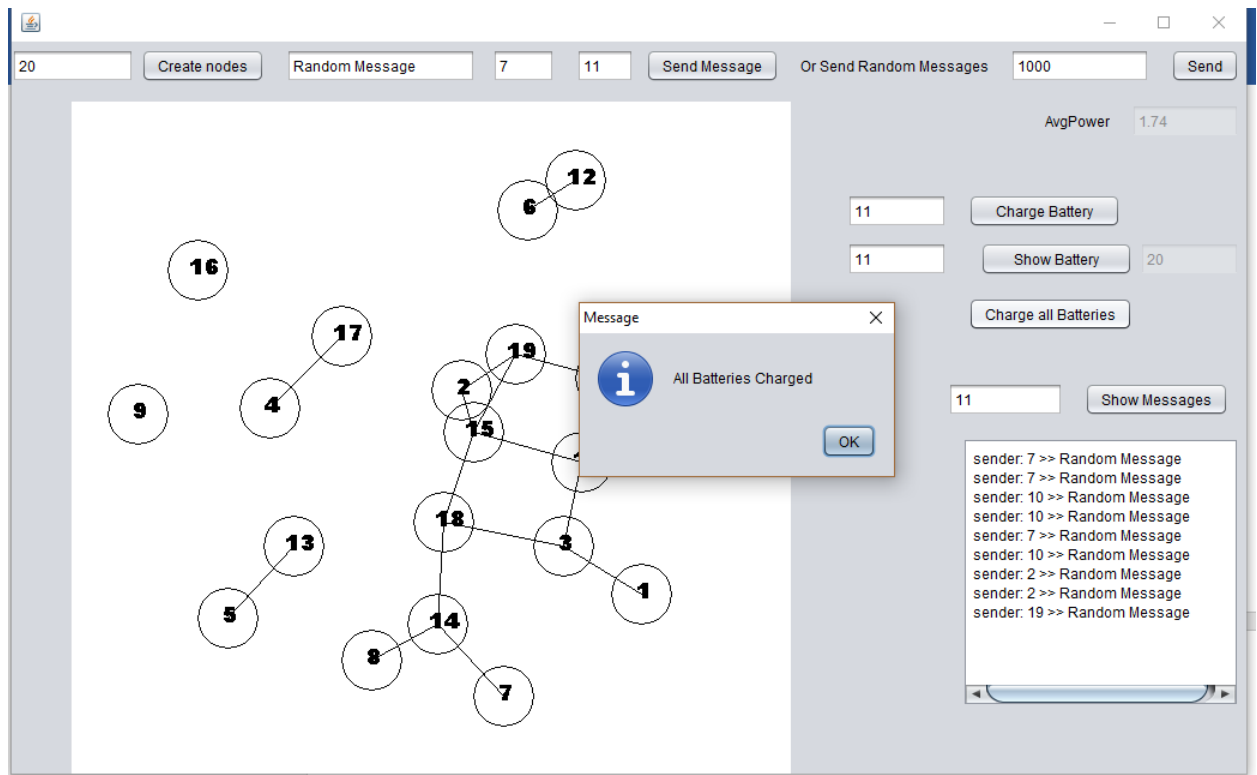 20 Create nodes Random Message 7 11 Send Message Or Send Random Messages 1000 Send
AvgPower 1.74
12
6
11 Charge Battery
16
11 Show Battery 20
Charge all Batteries
Message
17
19
All Batteries Charged
2
9
4
11 Show Messages
15
OK
sender: 7 >> Random Message
sender: 7 >> Random Message
sender: 10 >> Random Message
sender: 10 >> Random Message
sender: 7 >> Random Message
sender: 10 >> Random Message
sender: 2 >> Random Message
sender: 2 >> Random Message
sender: 19 >> Random Message
18
13
3
1
5
14
8
7